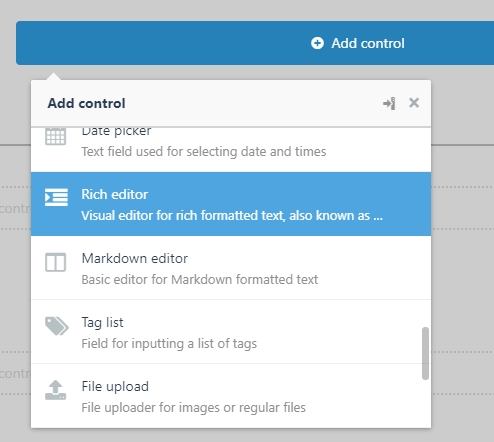 Add control
Add control
Date picker
Text field used for selecting date and times
Rich editor
Visual editor for rich formatted text, also known as ...
Markdown editor
Basic editor for Markdown formatted text
Tag list
Field for inputting a list of tags
File upload
File uploader for images or regular files